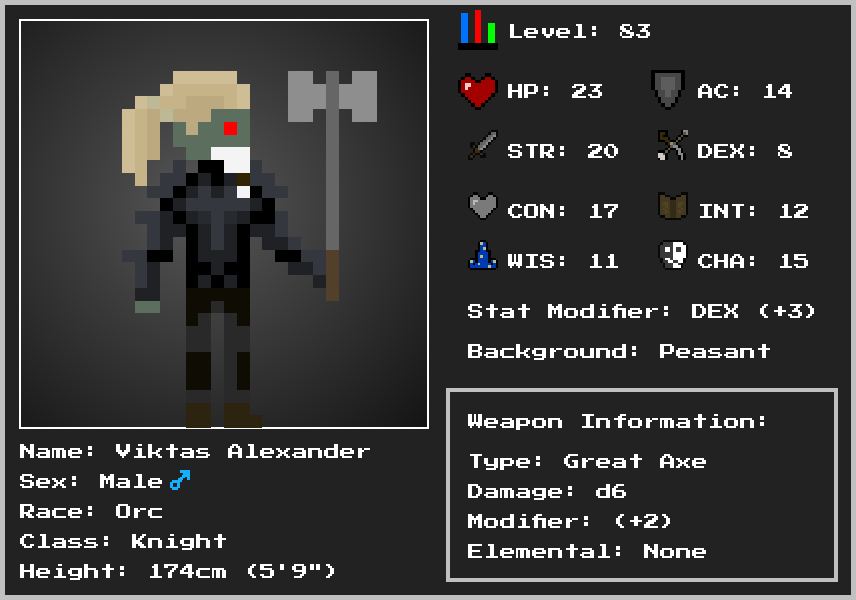 Level: 83
HP: 23 AC: 14
STR: 20 DEX: 8
CON: 17 INT: 12
WIS: 11 CHA: 15
Stat Modifier: DEX (+3)
Background: Peasant
Weapon Information:
Type: Great Axe
Damage: d6
Modifier: (+2)
Elemental: None
Name: Viktas Alexander
Sex: Male ♂
Race: Orc
Class: Knight
Height: 174cm (5'9")